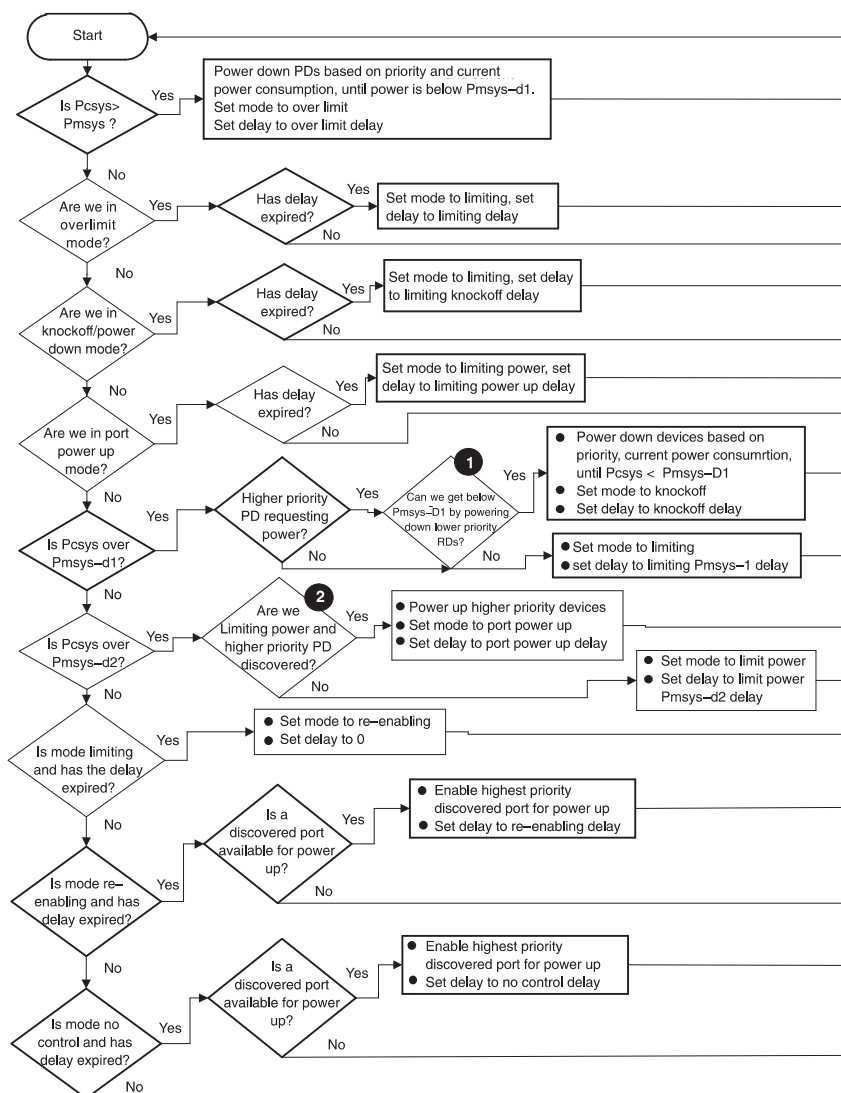 Start
Is Pcsys>
Pmsys ?
Yes
Power down PDs based on priority and current
power consumption, until power is below Pmsys–d1.
Set mode to over limit
Set delay to over limit delay
No
Are we in
overlimit
mode?
Yes
Has delay
expired?
Yes
Set mode to limiting, set
delay to limiting delay
No
No
Are we in
knockoff/power
down mode?
Yes
Has delay
expired?
Yes
Set mode to limiting, set delay
to limiting knockoff delay
No
No
Are we in port
power up
mode?
Yes
Has delay
expired?
Yes
Set mode to limiting power, set
delay to limiting power up delay
No
No
Is Pcsys over
Pmsys–d1?
Yes
Higher priority
PD requesting
power?
Yes
1
Can we get below
Pmsys–D1 by powering
down lower priority
RDs?
Yes
● Power down devices based on
priority, current power consumrtion,
until Pcsys < Pmsys–D1
● Set mode to knockoff
● Set delay to knockoff delay
No
No
● Set mode to limiting
● set delay to limiting Pmsys–1 delay
No
Is Pcsys over
Pmsys–d2?
Yes
2
Are we
Limiting power and
higher priority PD
discovered?
Yes
● Power up higher priority devices
● Set mode to port power up
● Set delay to port power up delay
No
● Set mode to limit power
● Set delay to limit power
Pmsys–d2 delay
No
Is mode limiting
and has the delay
expired?
Yes
● Set mode to re–enabling
● Set delay to 0
No
Is mode re–
enabling and has
delay expired?
Yes
Is a
discovered port
available for power
up?
Yes
● Enable highest priority
discovered port for power up
● Set delay to re–enabling delay
No
No
Is mode no
control and has
delay expired?
Yes
Is a
discovered port
available for power
up?
Yes
● Enable highest priority
discovered port for power up
● Set delay to no control delay
No
No